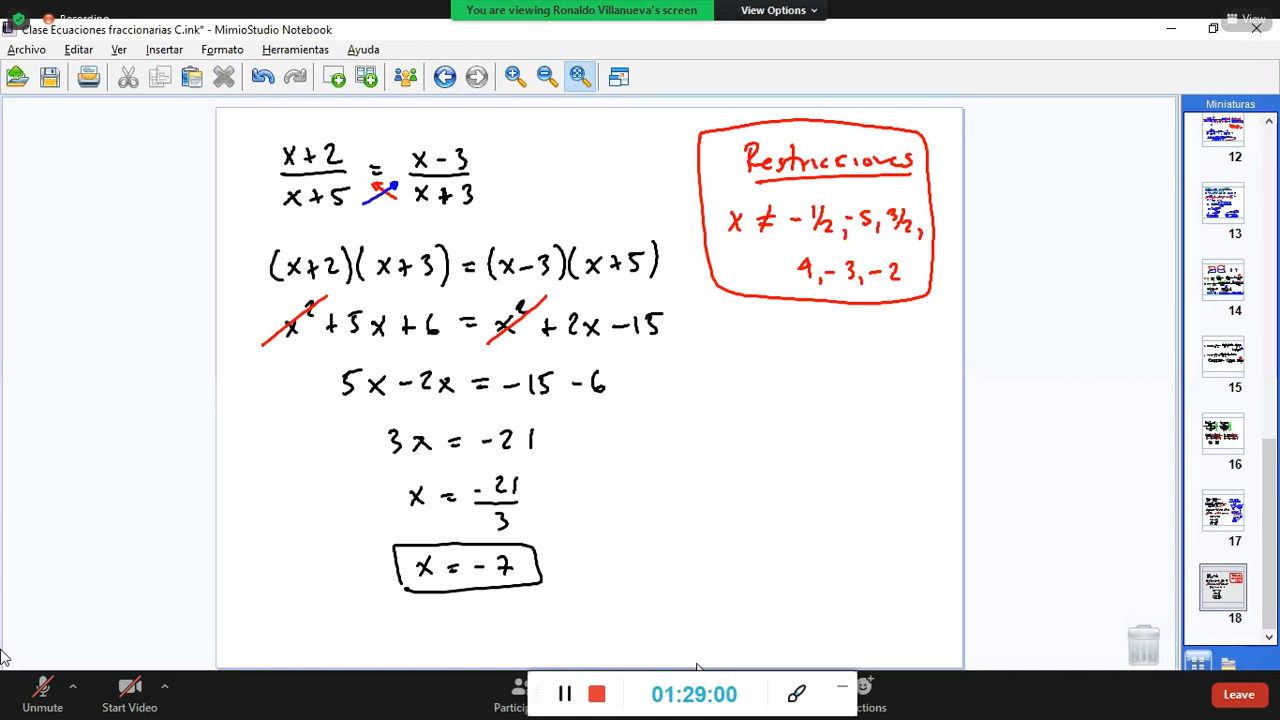 Recording
You are viewing Ronaldo Villanueva's screen
View Options
View
Clase Ecuaciones fraccionarias C.ink* - MimioStudio Notebook
Archivo Editar Ver Insertar Formato Herramientas Ayuda
x+2 / x+5 = x-3 / x+3
(x+2)(x+3) = (x-3)(x+5)
x² + 5x + 6 = x² + 2x - 15
5x - 2x = -15 - 6
3x = -21
x = -21 / 3
x = -7
Restricciones
x ≠ -1/2, -5, 3/2,
4, -3, -2
Miniaturas
12
13
14
15
16
17
18
Unmute
Start Video
Particip
01:29:00
ctions
Leave